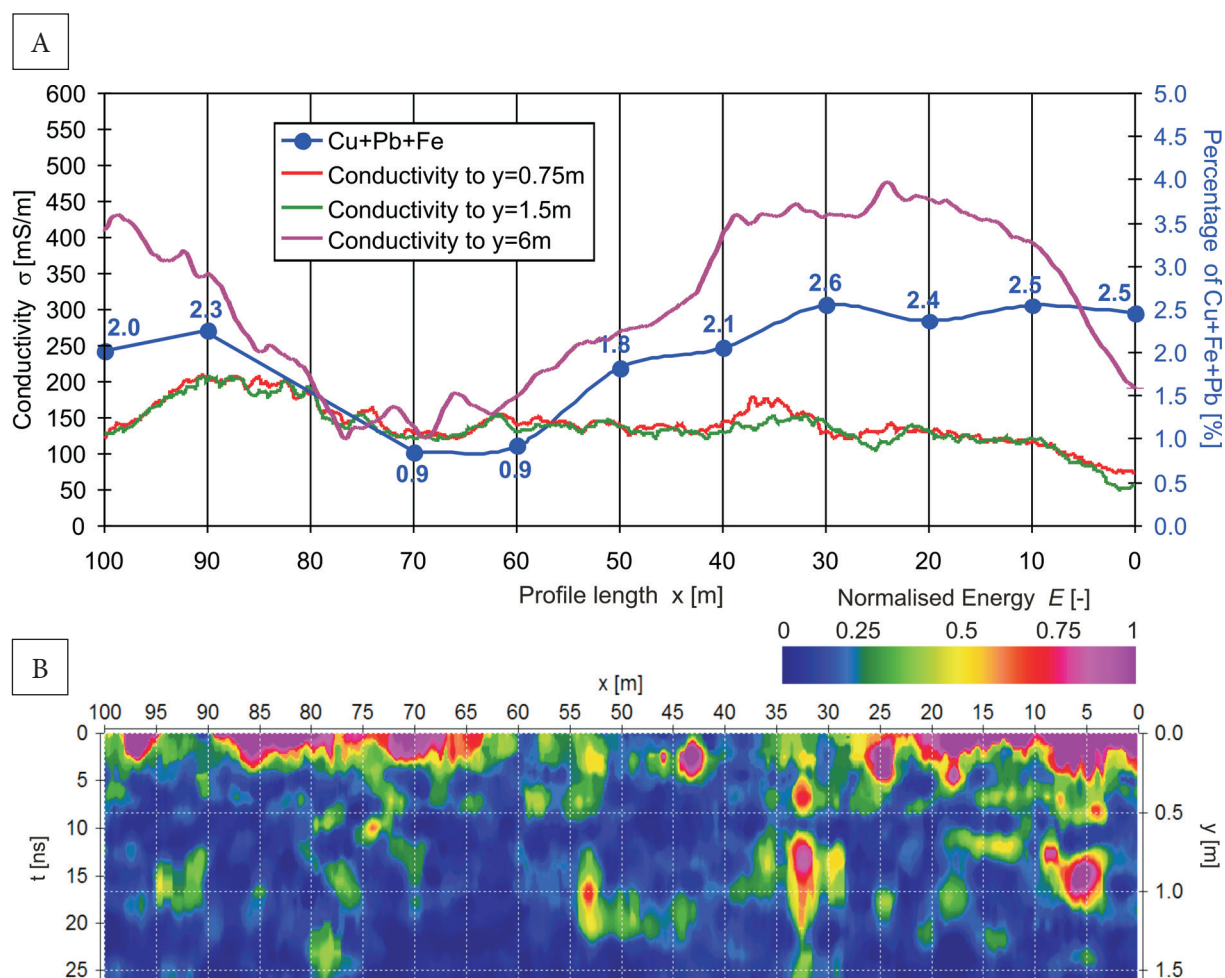 A
600
550
500
450
400
350
300
250
200
150
100
50
0
Conductivity σ [mS/m]
Cu+Pb+Fe
Conductivity to y=0.75m
Conductivity to y=1.5m
Conductivity to y=6m
2.0
2.3
0.9
0.9
1.8
2.1
2.6
2.4
2.5
2.5
5.0
4.5
4.0
3.5
3.0
2.5
2.0
1.5
1.0
0.5
0.0
Percentage of Cu+Fe+Pb [%]
100 90 80 70 60 50 40 30 20 10 0
Profile length x [m]
Normalised Energy E [-]
0 0.25 0.5 0.75 1
B
x [m]
100 95 90 85 80 75 70 65 60 55 50 45 40 35 30 25 20 15 10 5 0
0
5
10
15
20
25
t [ns]
0.0
0.5
1.0
1.5
y [m]